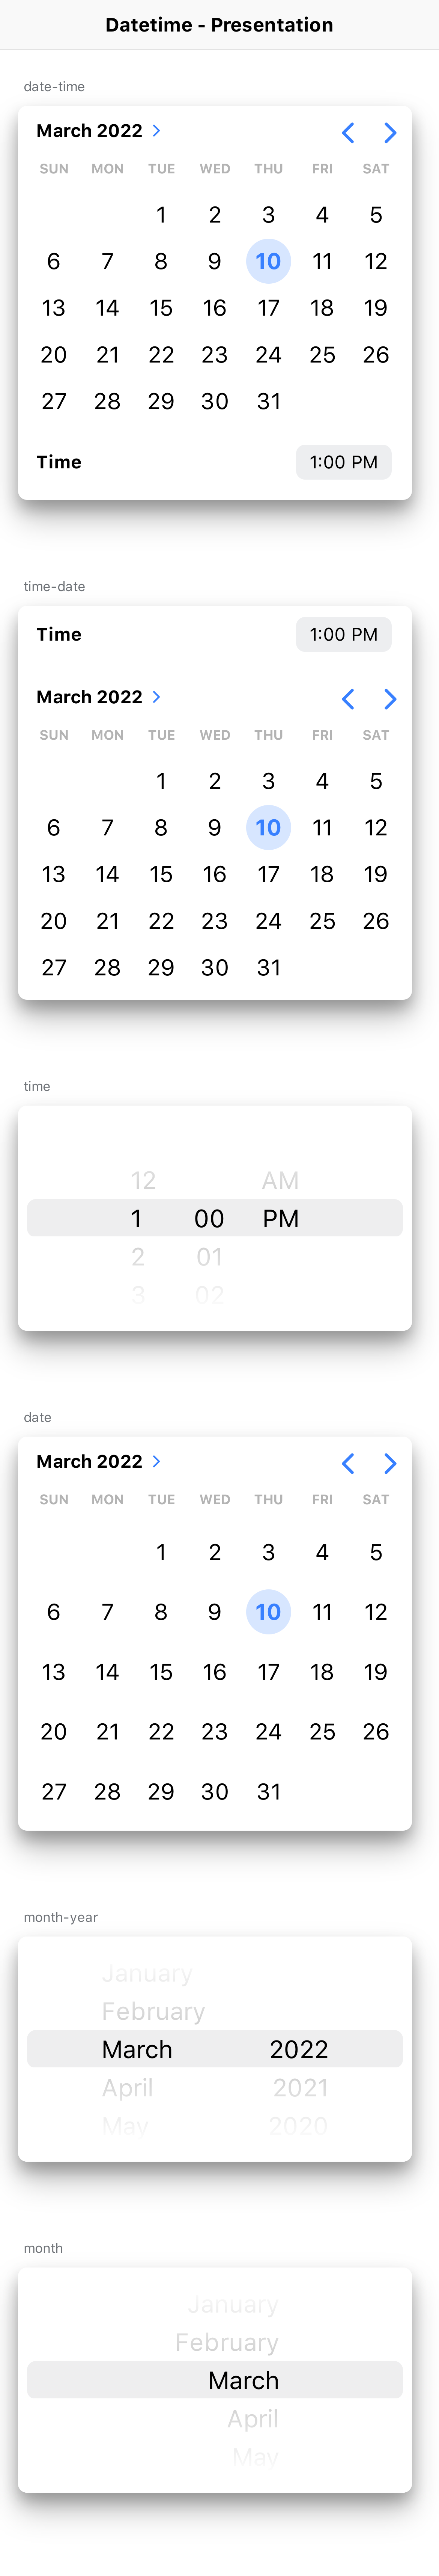 Datetime - Presentation
date-time
March 2022
SUN MON TUE WED THU FRI SAT
1 2 3 4 5
6 7 8 9 10 11 12
13 14 15 16 17 18 19
20 21 22 23 24 25 26
27 28 29 30 31
Time 1:00 PM
time-date
Time 1:00 PM
March 2022
SUN MON TUE WED THU FRI SAT
1 2 3 4 5
6 7 8 9 10 11 12
13 14 15 16 17 18 19
20 21 22 23 24 25 26
27 28 29 30 31
time
12 AM
1 00 PM
2 01
3 02
date
March 2022
SUN MON TUE WED THU FRI SAT
1 2 3 4 5
6 7 8 9 10 11 12
13 14 15 16 17 18 19
20 21 22 23 24 25 26
27 28 29 30 31
month-year
January
February
March 2022
April 2021
May 2020
month
January
February
March
April
May